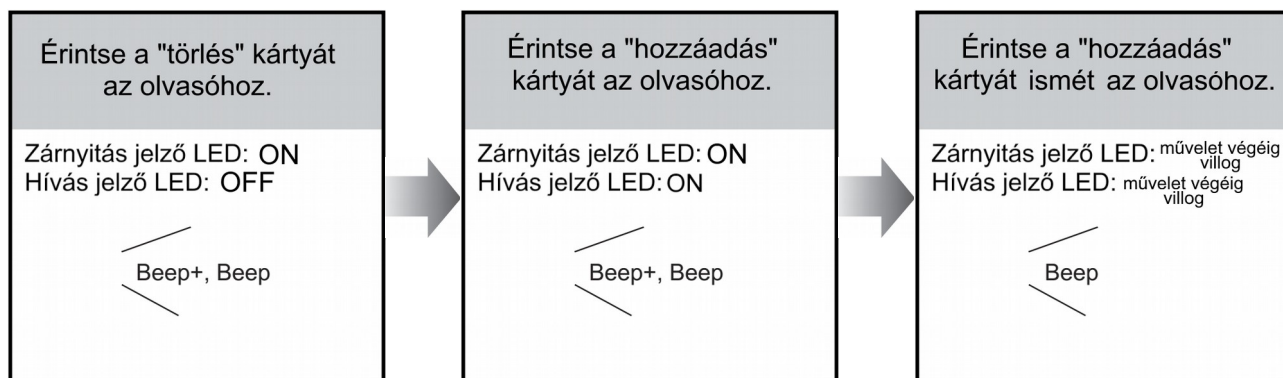 Érintse a "törlés" kártyát
az olvasóhoz.
Zárnyitás jelző LED: ON
Hívás jelző LED: OFF
Beep+, Beep
Érintse a "hozzáadás"
kártyát az olvasóhoz.
Zárnyitás jelző LED: ON
Hívás jelző LED: ON
Beep+, Beep
Érintse a "hozzáadás"
kártyát ismét az olvasóhoz.
Zárnyitás jelző LED: művelet végéig
villog
Hívás jelző LED: művelet végéig
villog
Beep